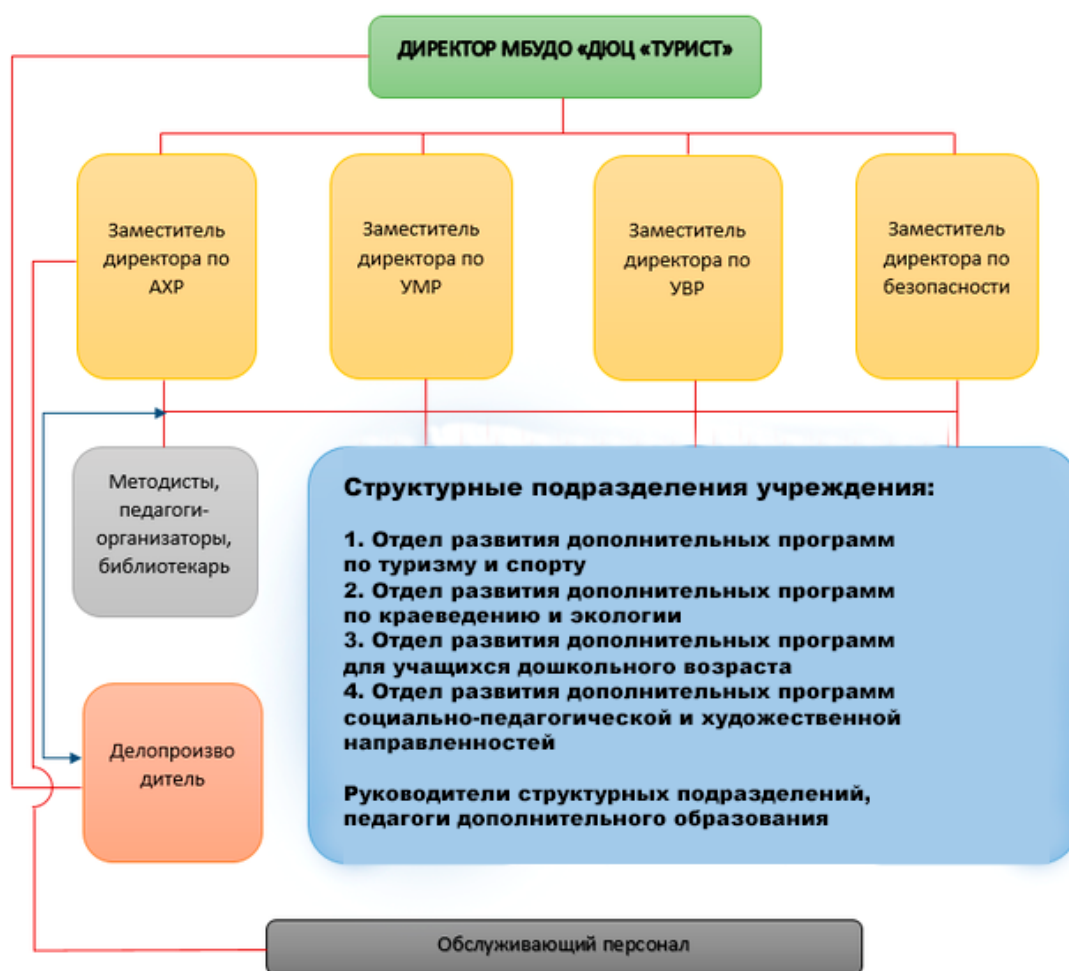 ДИРЕКТОР МБУДО «ДЮЦ «ТУРИСТ»
Заместитель
директора по
АХР
Заместитель
директора по
УМР
Заместитель
директора по
УВР
Заместитель
директора по
безопасности
Методисты,
педагоги-
организаторы,
библиотекарь
Структурные подразделения учреждения:
1. Отдел развития дополнительных программ
по туризму и спорту
2. Отдел развития дополнительных программ
по краеведению и экологии
3. Отдел развития дополнительных программ
для учащихся дошкольного возраста
4. Отдел развития дополнительных программ
социально-педагогической и художественной
направленностей
Руководители структурных подразделений,
педагоги дополнительного образования
Делопроизво
дитель
Обслуживающий персонал